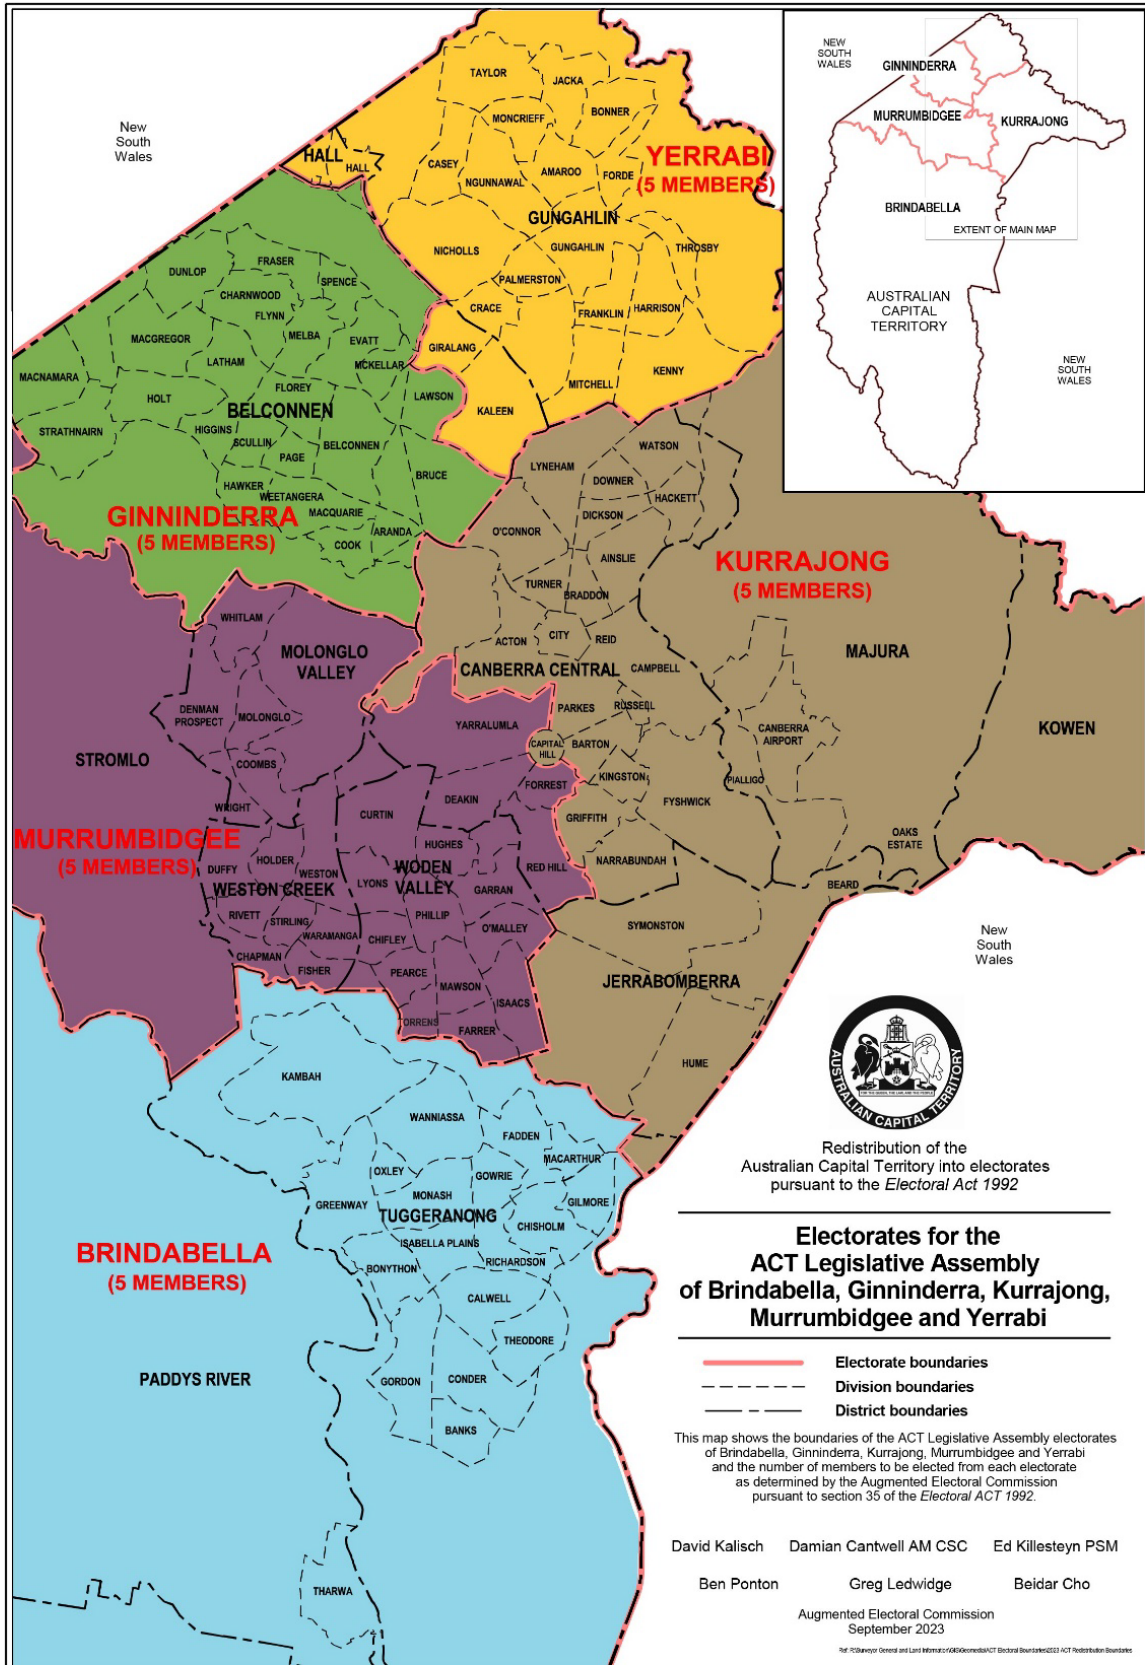 New
South
Wales
TAYLOR
JACKA
BONNER
MONCRIEFF
HALL
HALL
CASEY
NGUNNAWAL
AMAROO
FORDE
YERRABI
(5 MEMBERS)
GUNGAHLIN
NICHOLLS
GUNGAHLIN
THROSBY
PALMERSTON
CRACE
FRANKLIN
HARRISON
GIRALANG
MITCHELL
KENNY
KALEEN
NEW
SOUTH
WALES
GINNINDERRA
MURRUMBIDGEE
KURRAJONG
BRINDABELLA
EXTENT OF MAIN MAP
AUSTRALIAN
CAPITAL
TERRITORY
NEW
SOUTH
WALES
DUNLOP
FRASER
SPENCE
CHARNWOOD
FLYNN
MACGREGOR
MELBA
EVATT
LATHAM
MCKELLAR
MACNAMARA
FLOREY
HOLT
LAWSON
BELCONNEN
STRATHNAIRN
HIGGINS
SCULLIN
BELCONNEN
PAGE
BRUCE
HAWKER
WEETANGERA
MACQUARIE
GINNINDERRA
(5 MEMBERS)
ARANDA
COOK
WATSON
LYNEHAM
DOWNER
HACKETT
DICKSON
O'CONNOR
AINSLIE
KURRAJONG
(5 MEMBERS)
TURNER
BRADDON
ACTON
CITY
REID
CANBERRA CENTRAL
CAMPBELL
MAJURA
PARKES
RUSSELL
CANBERRA
AIRPORT
KOWEN
CAPITAL
HILL
BARTON
KINGSTON
PIALLIGO
FYSHWICK
GRIFFITH
OAKS
ESTATE
NARRABUNDAH
BEARD
SYMONSTON
JERRABOMBERRA
HUME
WHITLAM
MOLONGLO
VALLEY
DENMAN
PROSPECT
MOLONGLO
YARRALUMLA
STROMLO
COOMBS
FORREST
WRIGHT
DEAKIN
CURTIN
MURRUMBIDGEE
(5 MEMBERS)
HUGHES
HOLDER
DUFFY
WESTON
WODEN
VALLEY
RED HILL
WESTON CREEK
LYONS
GARRAN
RIVETT
STIRLING
PHILLIP
O'MALLEY
WARAMANGA
CHIFLEY
CHAPMAN
FISHER
PEARCE
MAWSON
ISAACS
ORRENS
FARRER
New
South
Wales
KAMBAH
WANNIASSA
FADDEN
MACARTHUR
OXLEY
GOWRIE
MONASH
GREENWAY
GILMORE
TUGGERANONG
CHISHOLM
ISABELLA PLAINS
BRINDABELLA
(5 MEMBERS)
BONYTHON
RICHARDSON
CALWELL
THEODORE
PADDYS RIVER
GORDON
CONDER
BANKS
THARWA
AUSTRALIAN CAPITAL TERRITORY
FOR THE QUEEN, THE LAW AND THE PEOPLE
Redistribution of the
Australian Capital Territory into electorates
pursuant to the Electoral Act 1992
Electorates for the
ACT Legislative Assembly
of Brindabella, Ginninderra, Kurrajong,
Murrumbidgee and Yerrabi
Electorate boundaries
Division boundaries
District boundaries
This map shows the boundaries of the ACT Legislative Assembly electorates
of Brindabella, Ginninderra, Kurrajong, Murrumbidgee and Yerrabi
and the number of members to be elected from each electorate
as determined by the Augmented Electoral Commission
pursuant to section 35 of the Electoral ACT 1992.
David Kalisch Damian Cantwell AM CSC Ed Killesteyn PSM
Ben Ponton Greg Ledwidge Beidar Cho
Augmented Electoral Commission
September 2023